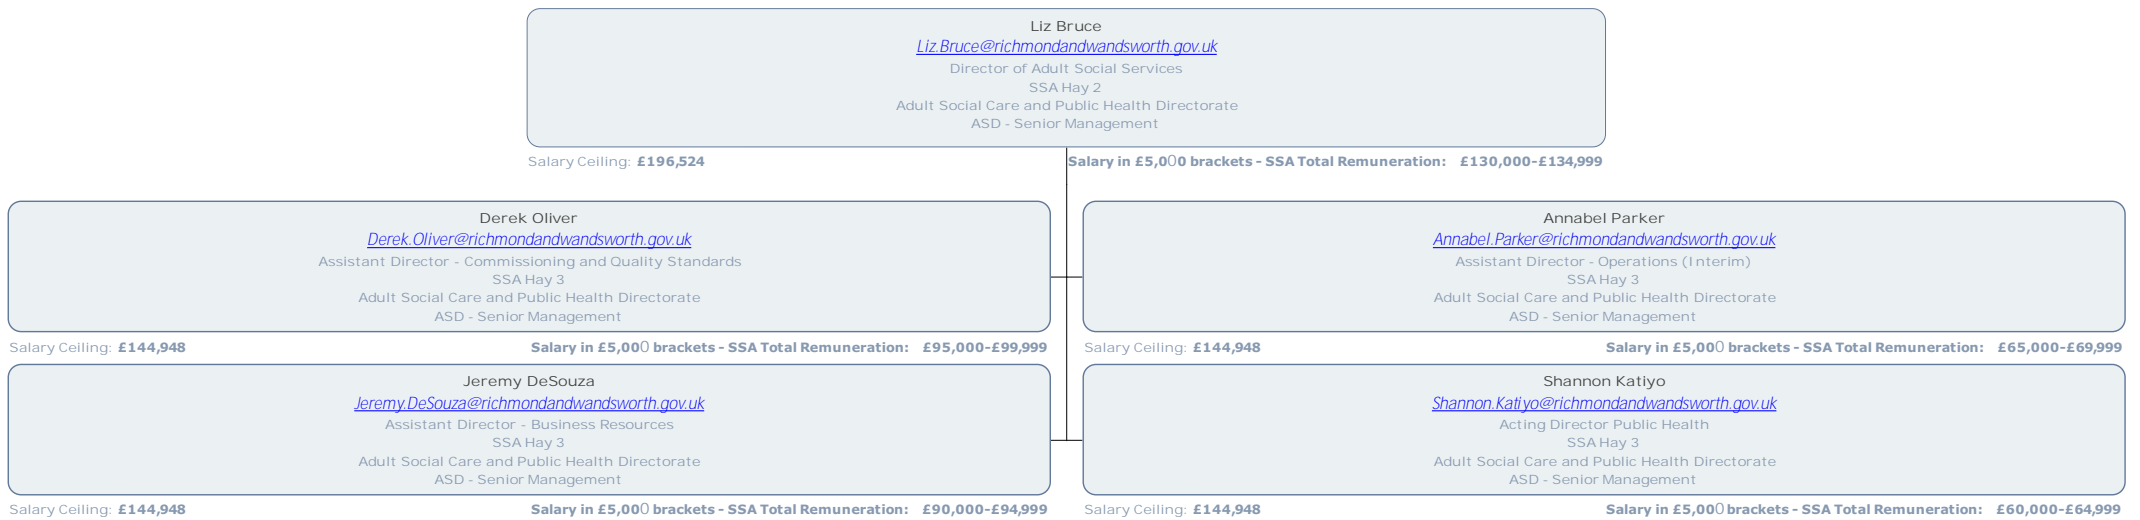 Liz Bruce
Liz.Bruce@richmondandwandsworth.gov.uk
Director of Adult Social Services
SSA Hay 2
Adult Social Care and Public Health Directorate
ASD - Senior Management
Salary Ceiling: £196,524 Salary in £5,000 brackets - SSA Total Remuneration: £130,000-£134,999
Derek Oliver
Derek.Oliver@richmondandwandsworth.gov.uk
Assistant Director - Commissioning and Quality Standards
SSA Hay 3
Adult Social Care and Public Health Directorate
ASD - Senior Management
Salary Ceiling: £144,948 Salary in £5,000 brackets - SSA Total Remuneration: £95,000-£99,999
Annabel Parker
Annabel.Parker@richmondandwandsworth.gov.uk
Assistant Director - Operations (Interim)
SSA Hay 3
Adult Social Care and Public Health Directorate
ASD - Senior Management
Salary Ceiling: £144,948 Salary in £5,000 brackets - SSA Total Remuneration: £65,000-£69,999
Jeremy DeSouza
Jeremy.DeSouza@richmondandwandsworth.gov.uk
Assistant Director - Business Resources
SSA Hay 3
Adult Social Care and Public Health Directorate
ASD - Senior Management
Salary Ceiling: £144,948 Salary in £5,000 brackets - SSA Total Remuneration: £90,000-£94,999
Shannon Katiyo
Shannon.Katiyo@richmondandwandsworth.gov.uk
Acting Director Public Health
SSA Hay 3
Adult Social Care and Public Health Directorate
ASD - Senior Management
Salary Ceiling: £144,948 Salary in £5,000 brackets - SSA Total Remuneration: £60,000-£64,999